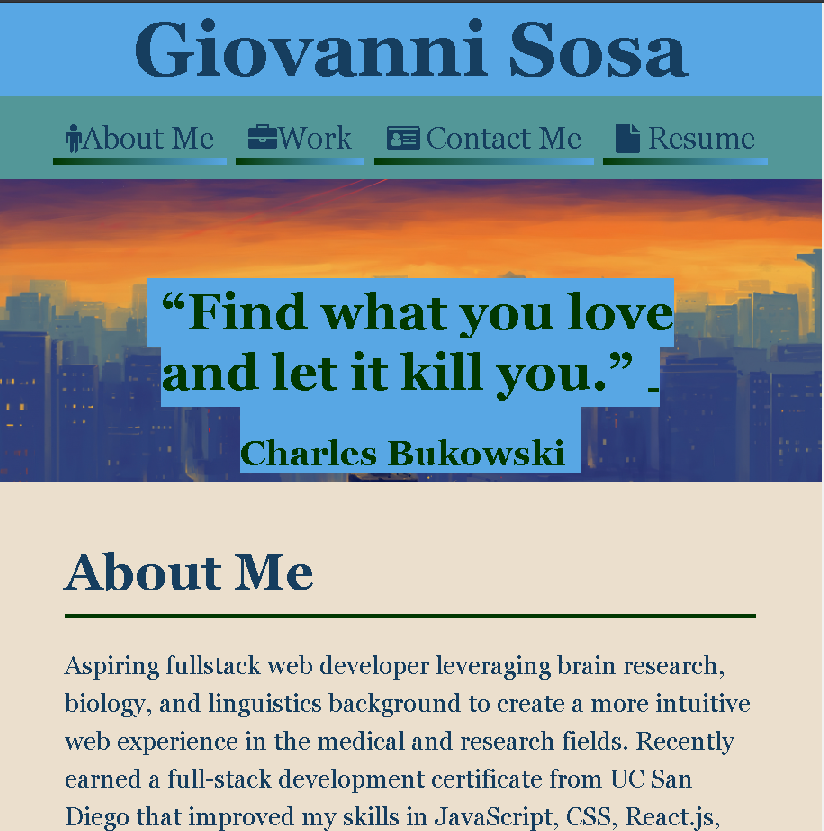 Giovanni Sosa
About Me Work Contact Me Resume
“Find what you love
and let it kill you.” -
Charles Bukowski
About Me
Aspiring fullstack web developer leveraging brain research,
biology, and linguistics background to create a more intuitive
web experience in the medical and research fields. Recently
earned a full-stack development certificate from UC San
Diego that improved my skills in JavaScript, CSS, React.js,